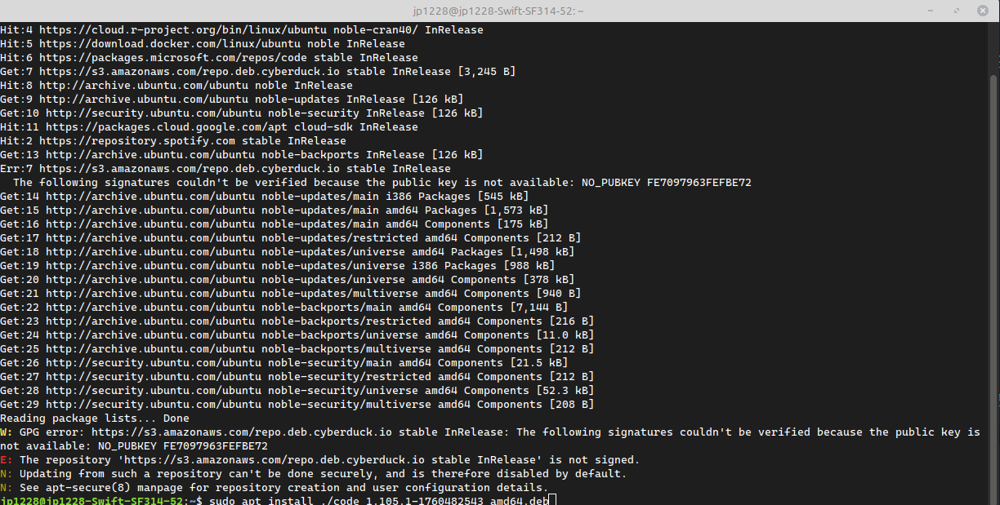 jp1228@jp1228-Swift-SF314-52: ~
Hit:4 https://cloud.r-project.org/bin/linux/ubuntu noble-cran40/ InRelease
Hit:5 https://download.docker.com/linux/ubuntu noble InRelease
Hit:6 https://packages.microsoft.com/repos/code stable InRelease
Get:7 https://s3.amazonaws.com/repo.deb.cyberduck.io stable InRelease [3,245 B]
Hit:8 http://archive.ubuntu.com/ubuntu noble InRelease
Get:9 http://archive.ubuntu.com/ubuntu noble-updates InRelease [126 kB]
Get:10 http://security.ubuntu.com/ubuntu noble-security InRelease [126 kB]
Hit:11 https://packages.cloud.google.com/apt cloud-sdk InRelease
Hit:2 https://repository.spotify.com stable InRelease
Get:13 http://archive.ubuntu.com/ubuntu noble-backports InRelease [126 kB]
Err:7 https://s3.amazonaws.com/repo.deb.cyberduck.io stable InRelease
  The following signatures couldn't be verified because the public key is not available: NO_PUBKEY FE7097963FEFBE72
Get:14 http://archive.ubuntu.com/ubuntu noble-updates/main i386 Packages [545 kB]
Get:15 http://archive.ubuntu.com/ubuntu noble-updates/main amd64 Packages [1,573 kB]
Get:16 http://archive.ubuntu.com/ubuntu noble-updates/main amd64 Components [175 kB]
Get:17 http://archive.ubuntu.com/ubuntu noble-updates/restricted amd64 Components [212 B]
Get:18 http://archive.ubuntu.com/ubuntu noble-updates/universe amd64 Packages [1,498 kB]
Get:19 http://archive.ubuntu.com/ubuntu noble-updates/universe i386 Packages [988 kB]
Get:20 http://archive.ubuntu.com/ubuntu noble-updates/universe amd64 Components [378 kB]
Get:21 http://archive.ubuntu.com/ubuntu noble-updates/multiverse amd64 Components [940 B]
Get:22 http://archive.ubuntu.com/ubuntu noble-backports/main amd64 Components [7,144 B]
Get:23 http://archive.ubuntu.com/ubuntu noble-backports/restricted amd64 Components [216 B]
Get:24 http://archive.ubuntu.com/ubuntu noble-backports/universe amd64 Components [11.0 kB]
Get:25 http://archive.ubuntu.com/ubuntu noble-backports/multiverse amd64 Components [212 B]
Get:26 http://security.ubuntu.com/ubuntu noble-security/main amd64 Components [21.5 kB]
Get:27 http://security.ubuntu.com/ubuntu noble-security/restricted amd64 Components [212 B]
Get:28 http://security.ubuntu.com/ubuntu noble-security/universe amd64 Components [52.3 kB]
Get:29 http://security.ubuntu.com/ubuntu noble-security/multiverse amd64 Components [208 B]
Reading package lists... Done
W: GPG error: https://s3.amazonaws.com/repo.deb.cyberduck.io stable InRelease: The following signatures couldn't be verified because the public key is
not available: NO_PUBKEY FE7097963FEFBE72
E: The repository 'https://s3.amazonaws.com/repo.deb.cyberduck.io stable InRelease' is not signed.
N: Updating from such a repository can't be done securely, and is therefore disabled by default.
N: See apt-secure(8) manpage for repository creation and user configuration details.
jp1228@jp1228-Swift-SF314-52:~$ sudo apt install ./code_1.105.1-1760482543_amd64.deb